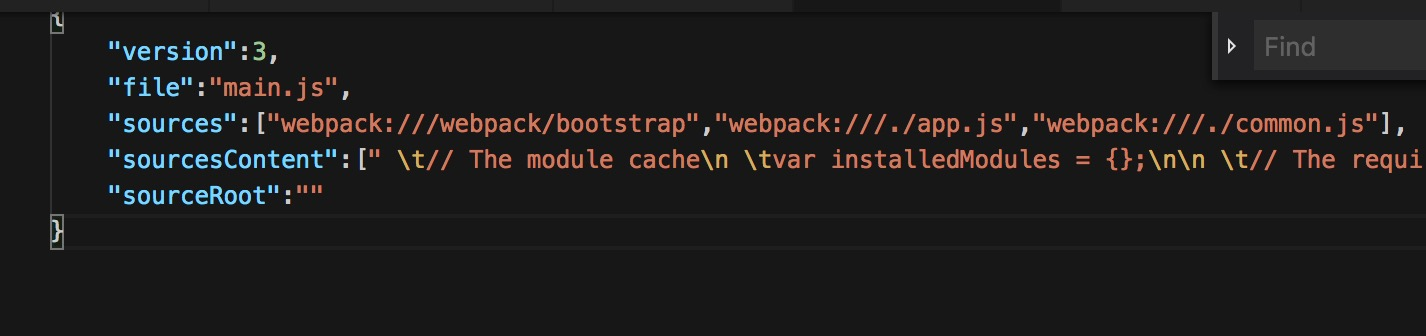 {
"version":3,
Find
"file":"main.js",
"sources":["webpack:///webpack/bootstrap","webpack:///./app.js","webpack:///./common.js"],
"sourcesContent":[" \t// The module cache\n \tvar installedModules = {};\n\n \t// The requi
"sourceRoot":""
}